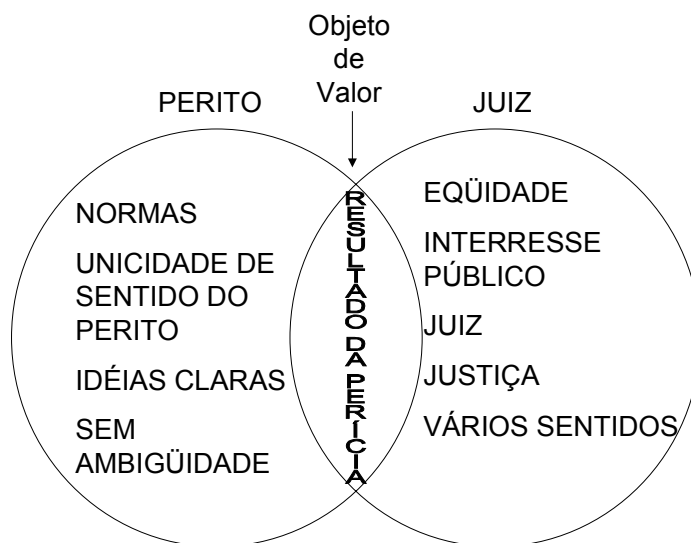 Objeto
de
Valor
PERITO
JUIZ
NORMAS
UNICIDADE DE
SENTIDO DO
PERITO
IDÉIAS CLARAS
SEM
AMBIGÜIDADE
RESULTADO DA PERÍCIA
EQÜIDADE
INTERRESSE
PÚBLICO
JUIZ
JUSTIÇA
VÁRIOS SENTIDOS